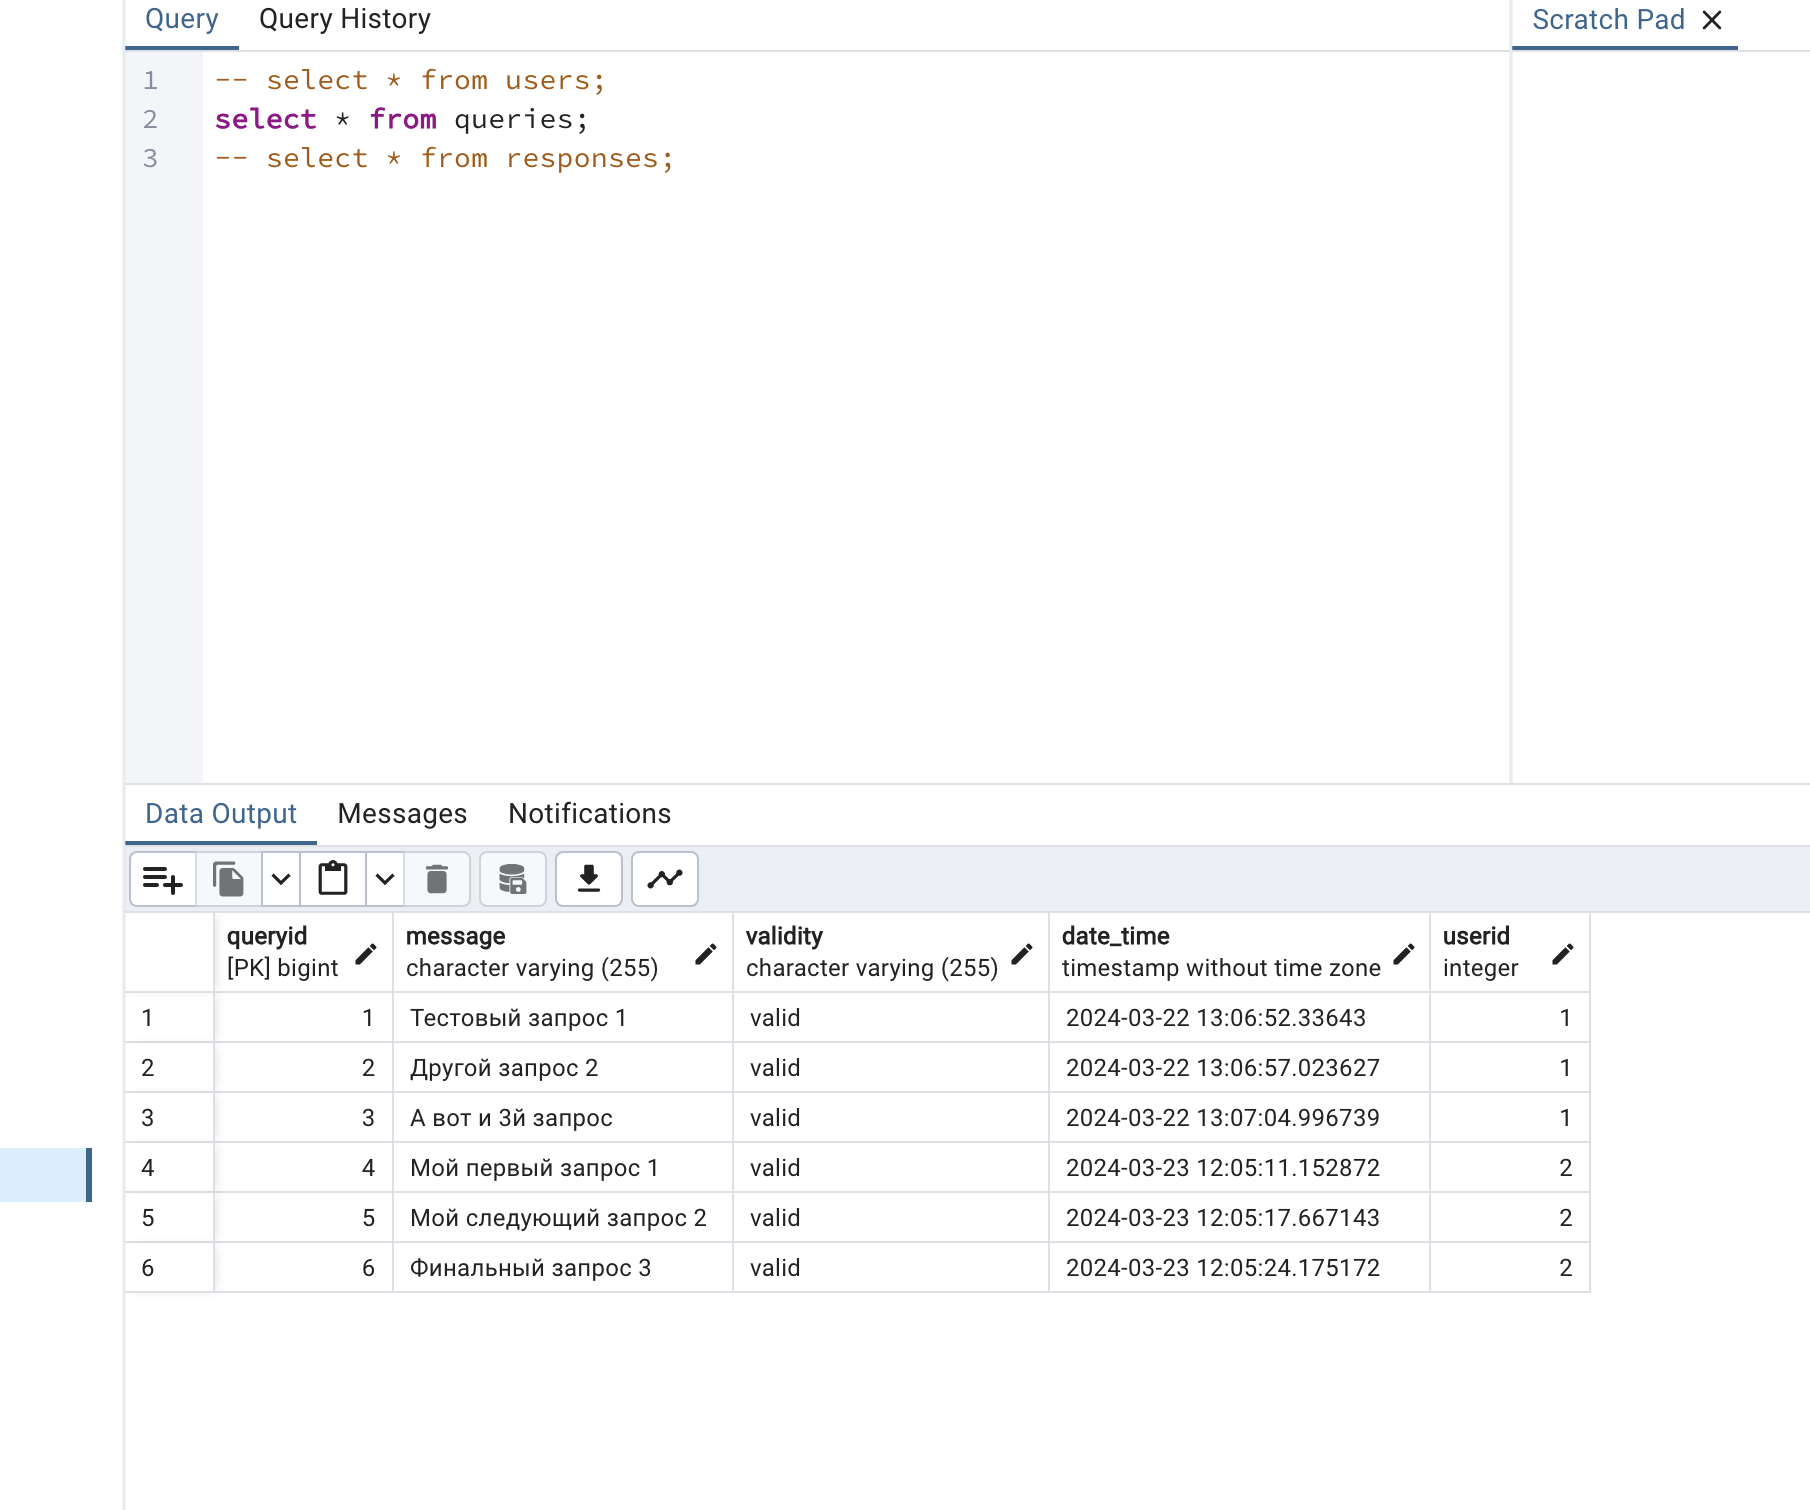 Query Query History Scratch Pad
1 -- select * from users;
2 select * from queries;
3 -- select * from responses;
Data Output Messages Notifications
queryid message validity date_time userid
[PK] bigint character varying (255) character varying (255) timestamp without time zone integer
1 1 Тестовый запрос 1 valid 2024-03-22 13:06:52.33643 1
2 2 Другой запрос 2 valid 2024-03-22 13:06:57.023627 1
3 3 А вот и 3й запрос valid 2024-03-22 13:07:04.996739 1
4 4 Мой первый запрос 1 valid 2024-03-23 12:05:11.152872 2
5 5 Мой следующий запрос 2 valid 2024-03-23 12:05:17.667143 2
6 6 Финальный запрос 3 valid 2024-03-23 12:05:24.175172 2